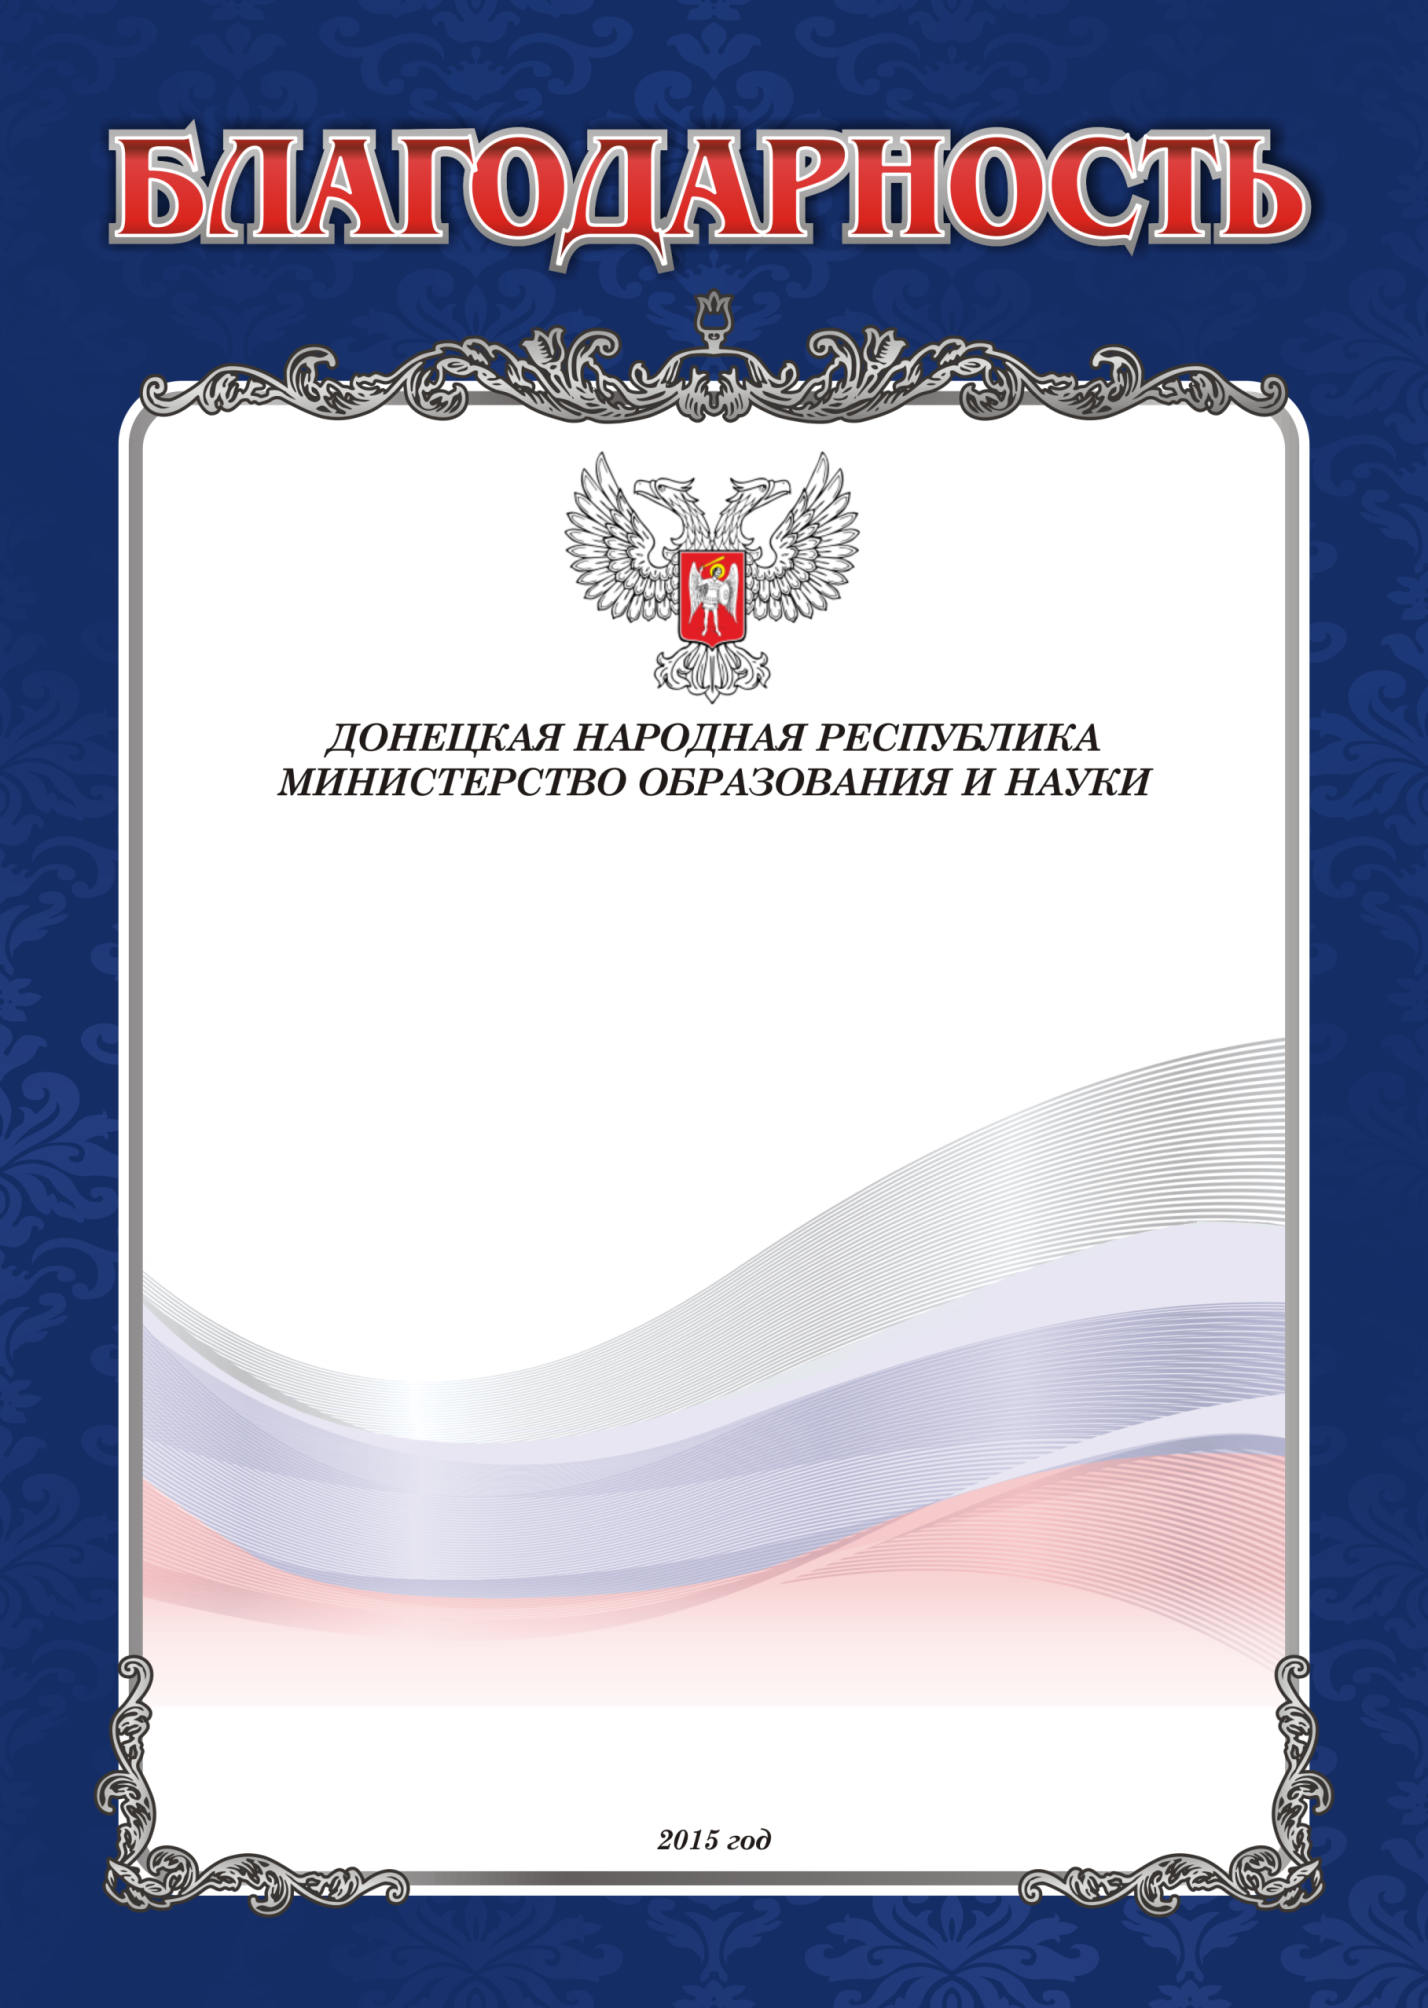 БЛАГОДАРНОСТЬ
ДОНЕЦКАЯ НАРОДНАЯ РЕСПУБЛИКА
МИНИСТЕРСТВО ОБРАЗОВАНИЯ И НАУКИ
2015 год